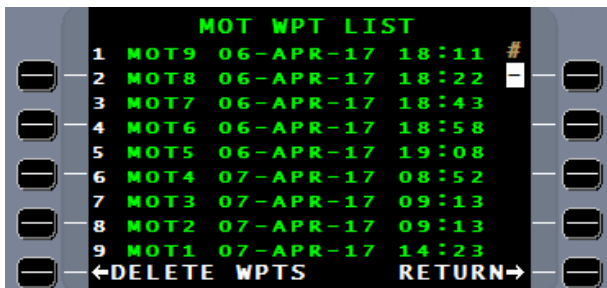 MOT WPT LIST
1 MOT9 06-APR-17 18:11 #
2 MOT8 06-APR-17 18:22 -
3 MOT7 06-APR-17 18:43
4 MOT6 06-APR-17 18:58
5 MOT5 06-APR-17 19:08
6 MOT4 07-APR-17 08:52
7 MOT3 07-APR-17 09:13
8 MOT2 07-APR-17 09:13
9 MOT1 07-APR-17 14:23
←DELETE WPTS RETURN→